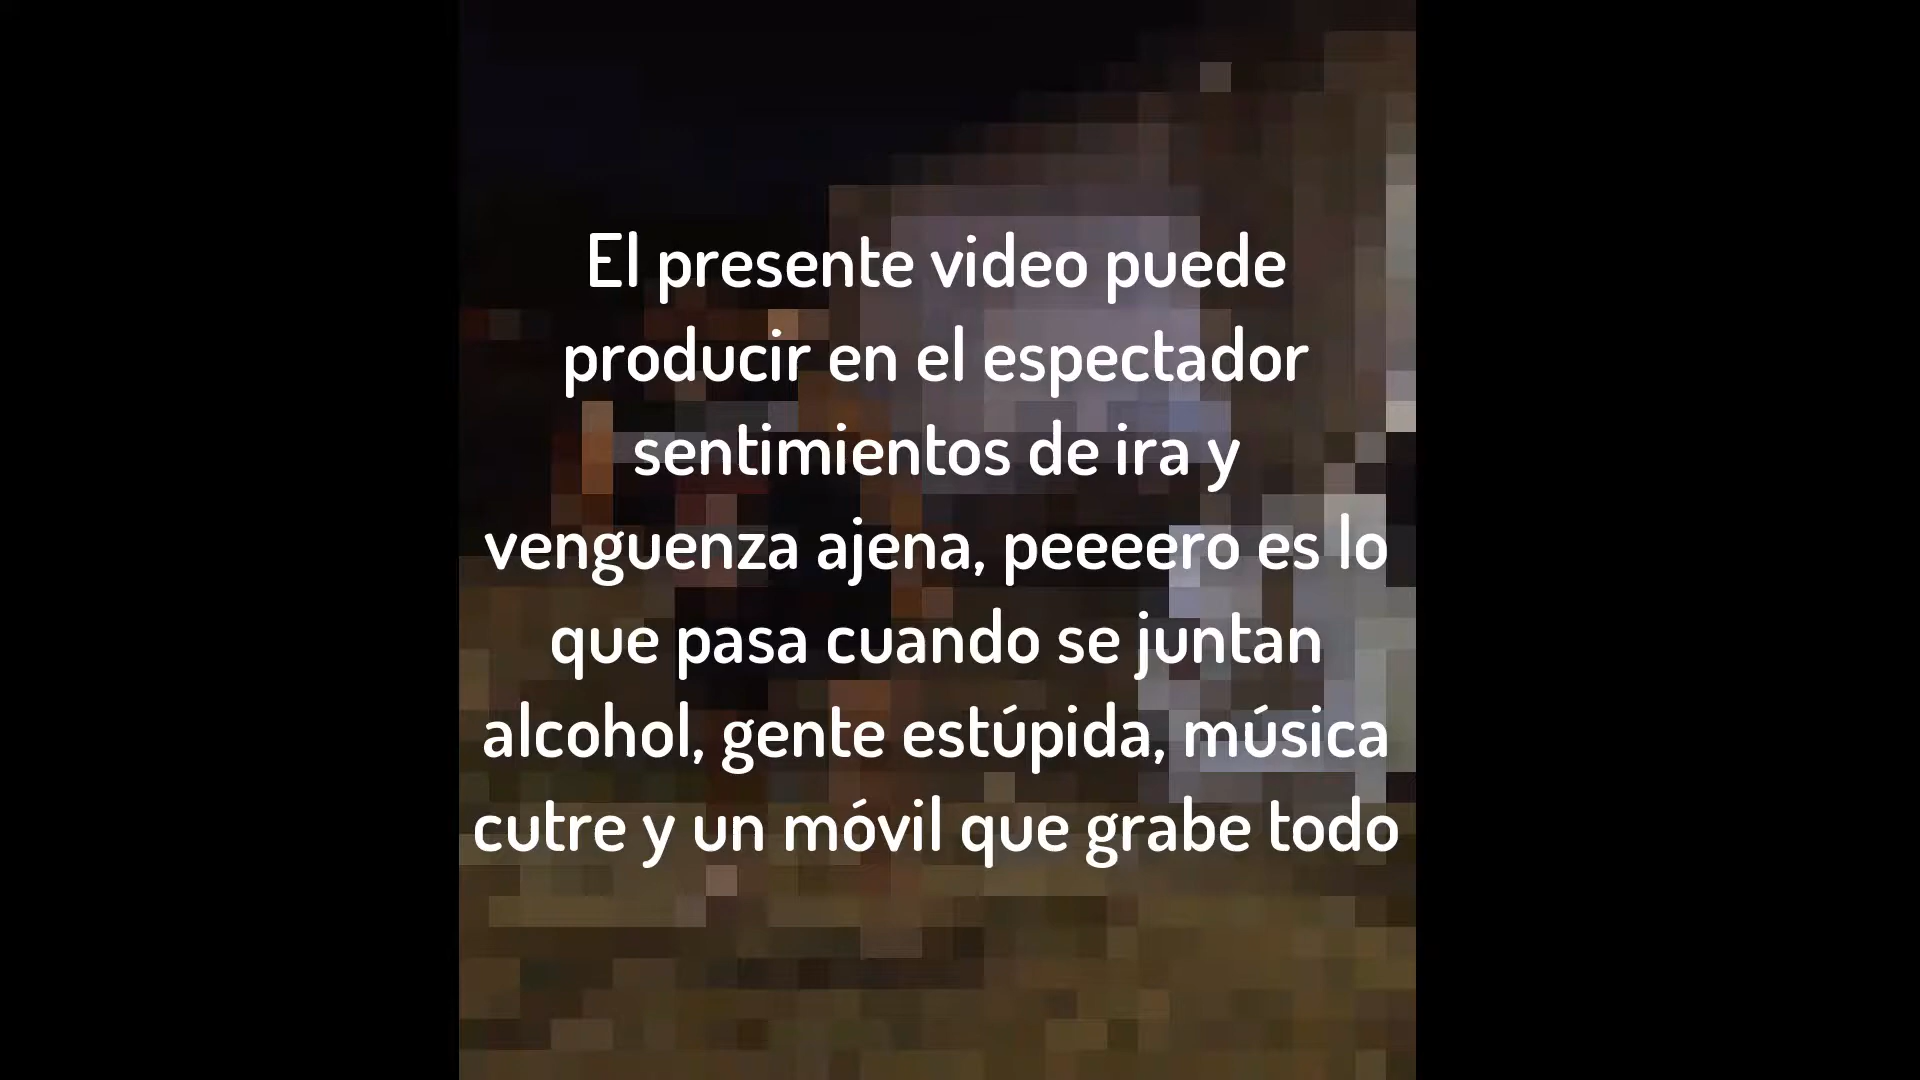 El presente video puede
producir en el espectador
sentimientos de ira y
venguenza ajena, peeeero es lo
que pasa cuando se juntan
alcohol, gente estúpida, música
cutre y un móvil que grabe todo